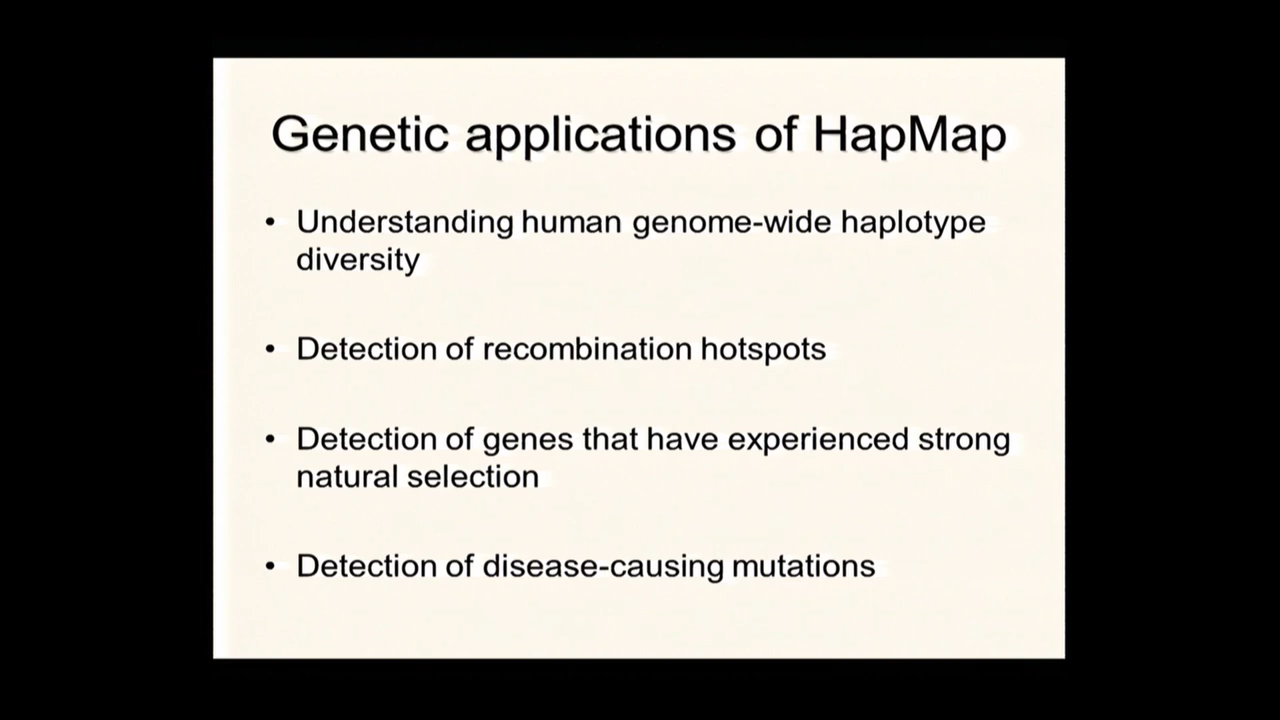 Genetic applications of HapMap
• Understanding human genome-wide haplotype
diversity
• Detection of recombination hotspots
• Detection of genes that have experienced strong
natural selection
• Detection of disease-causing mutations